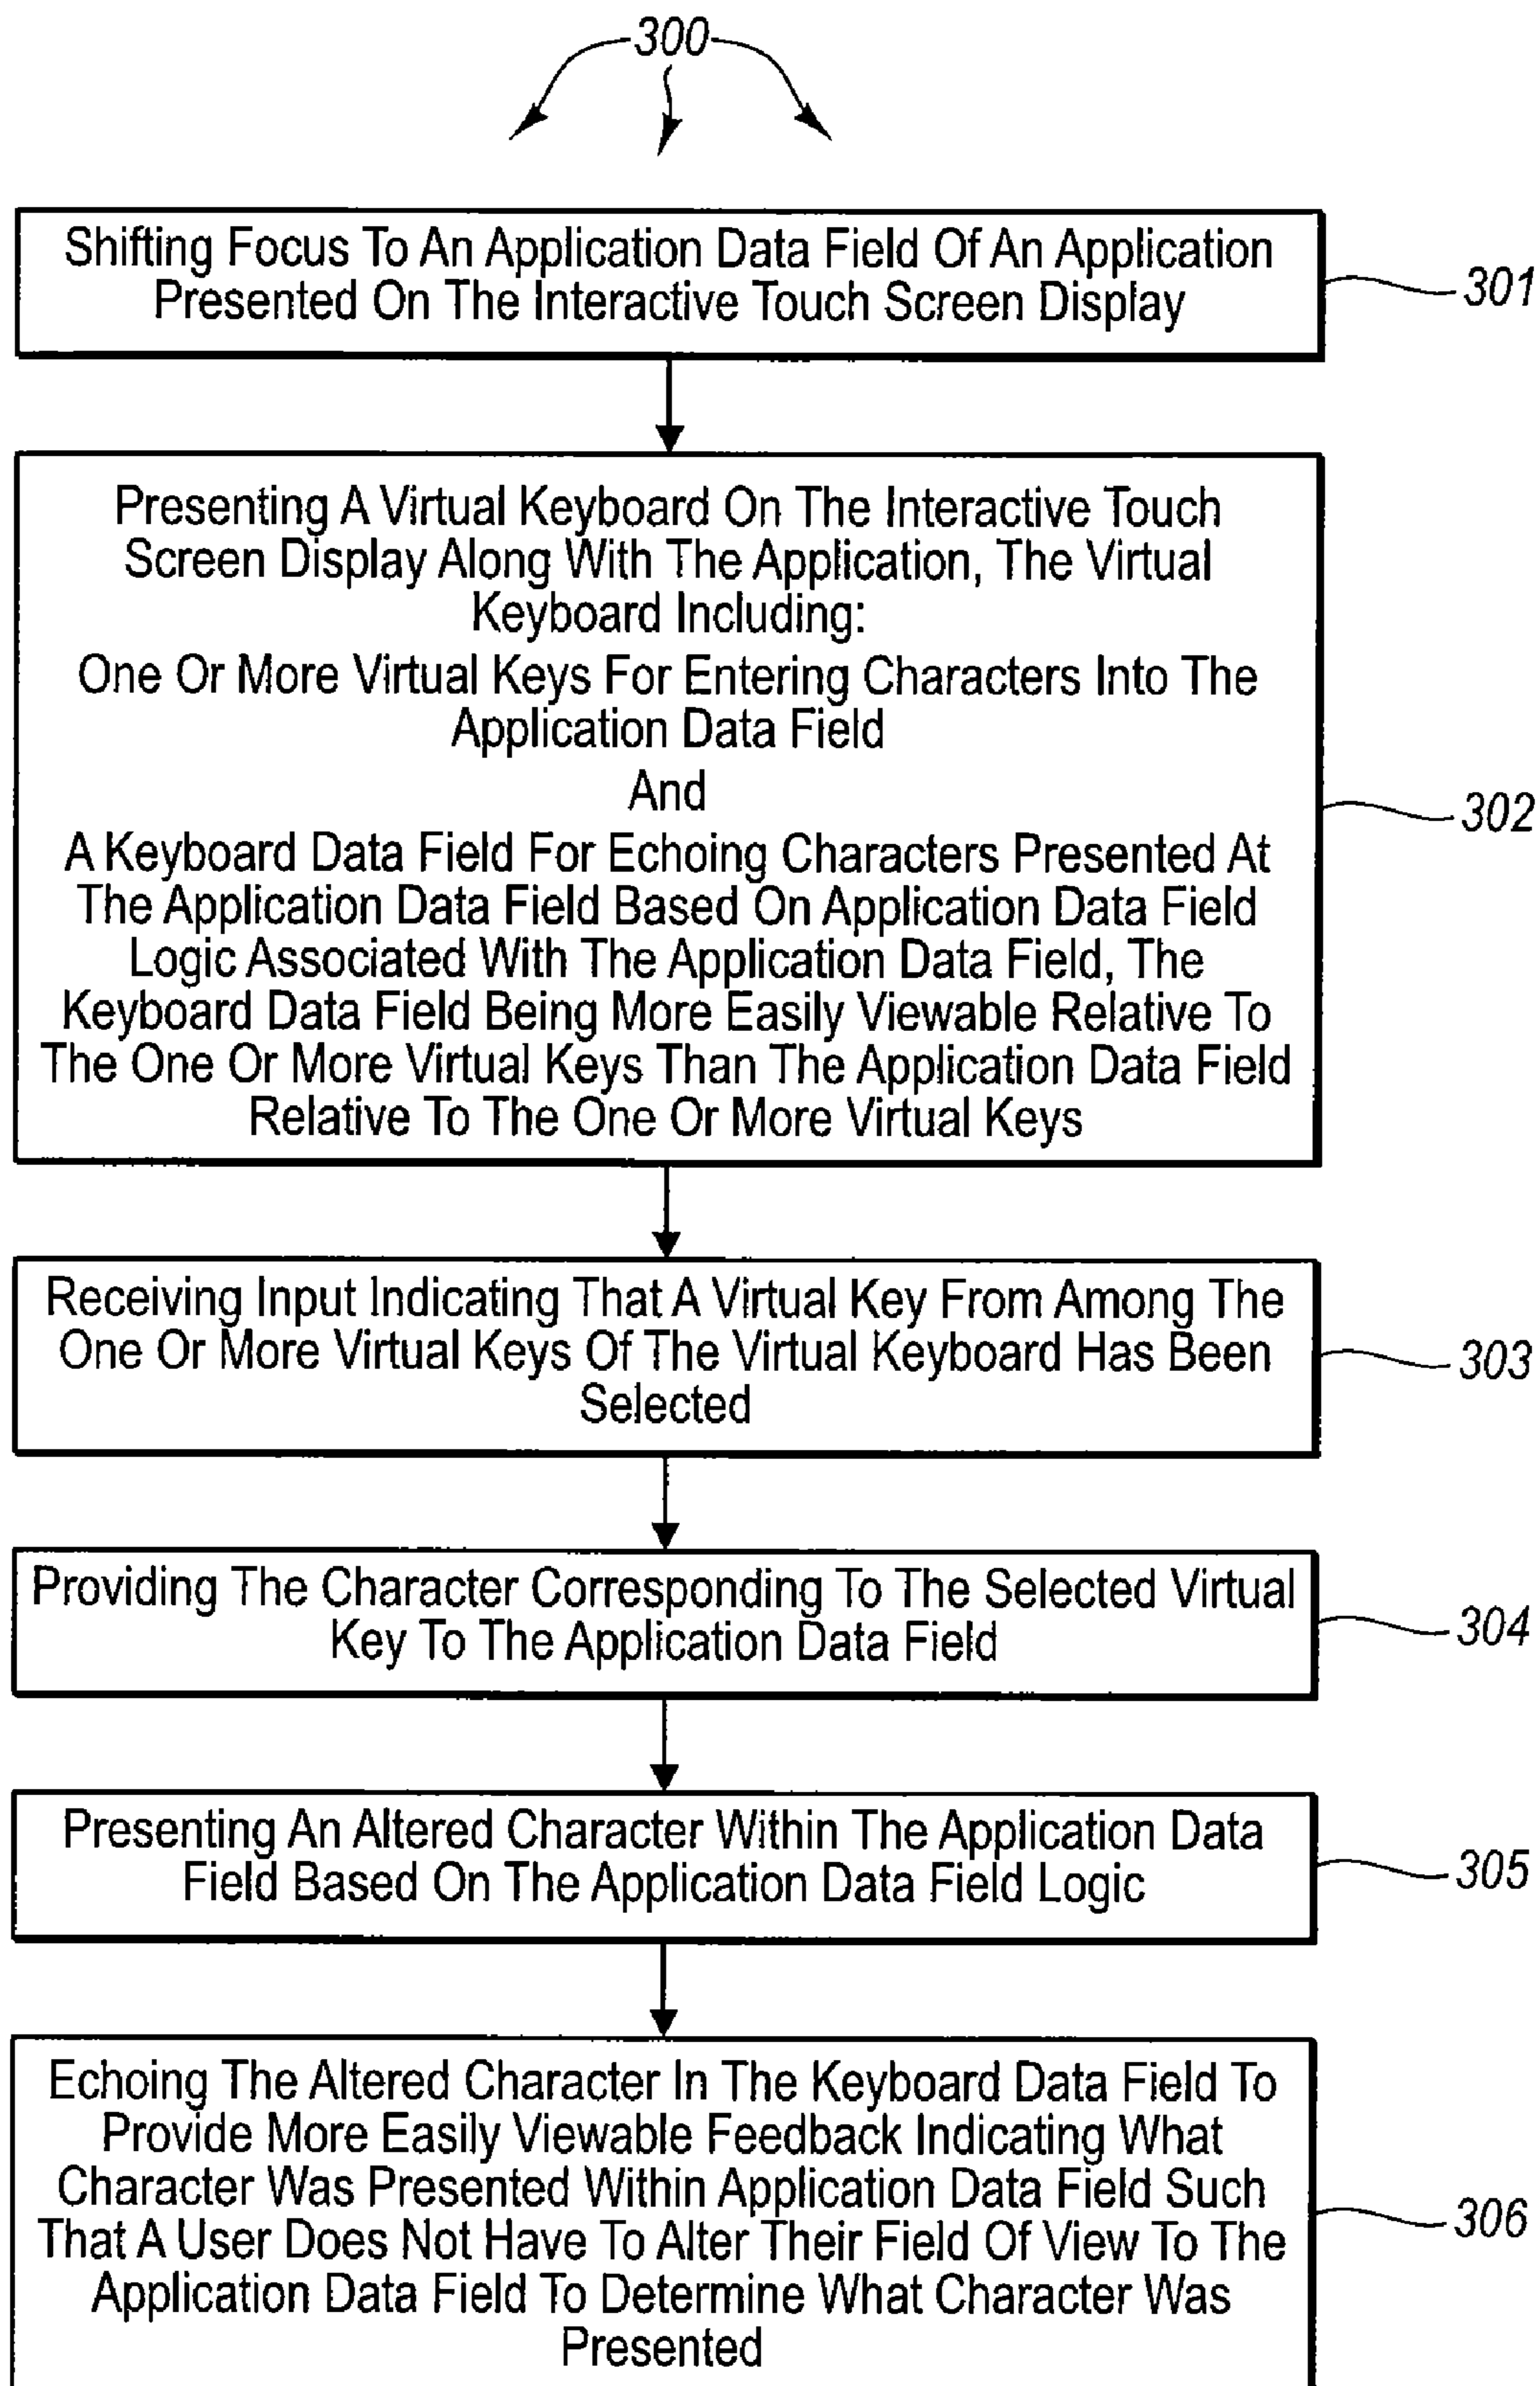 300
Shifting Focus To An Application Data Field Of An Application
Presented On The Interactive Touch Screen Display
301
Presenting A Virtual Keyboard On The Interactive Touch
Screen Display Along With The Application, The Virtual
Keyboard Including:
One Or More Virtual Keys For Entering Characters Into The
Application Data Field
And
A Keyboard Data Field For Echoing Characters Presented At
The Application Data Field Based On Application Data Field
Logic Associated With The Application Data Field, The
Keyboard Data Field Being More Easily Viewable Relative To
The One Or More Virtual Keys Than The Application Data Field
Relative To The One Or More Virtual Keys
302
Receiving Input Indicating That A Virtual Key From Among The
One Or More Virtual Keys Of The Virtual Keyboard Has Been
Selected
303
Providing The Character Corresponding To The Selected Virtual
Key To The Application Data Field
304
Presenting An Altered Character Within The Application Data
Field Based On The Application Data Field Logic
305
Echoing The Altered Character In The Keyboard Data Field To
Provide More Easily Viewable Feedback Indicating What
Character Was Presented Within Application Data Field Such
That A User Does Not Have To Alter Their Field Of View To The
Application Data Field To Determine What Character Was
Presented
306